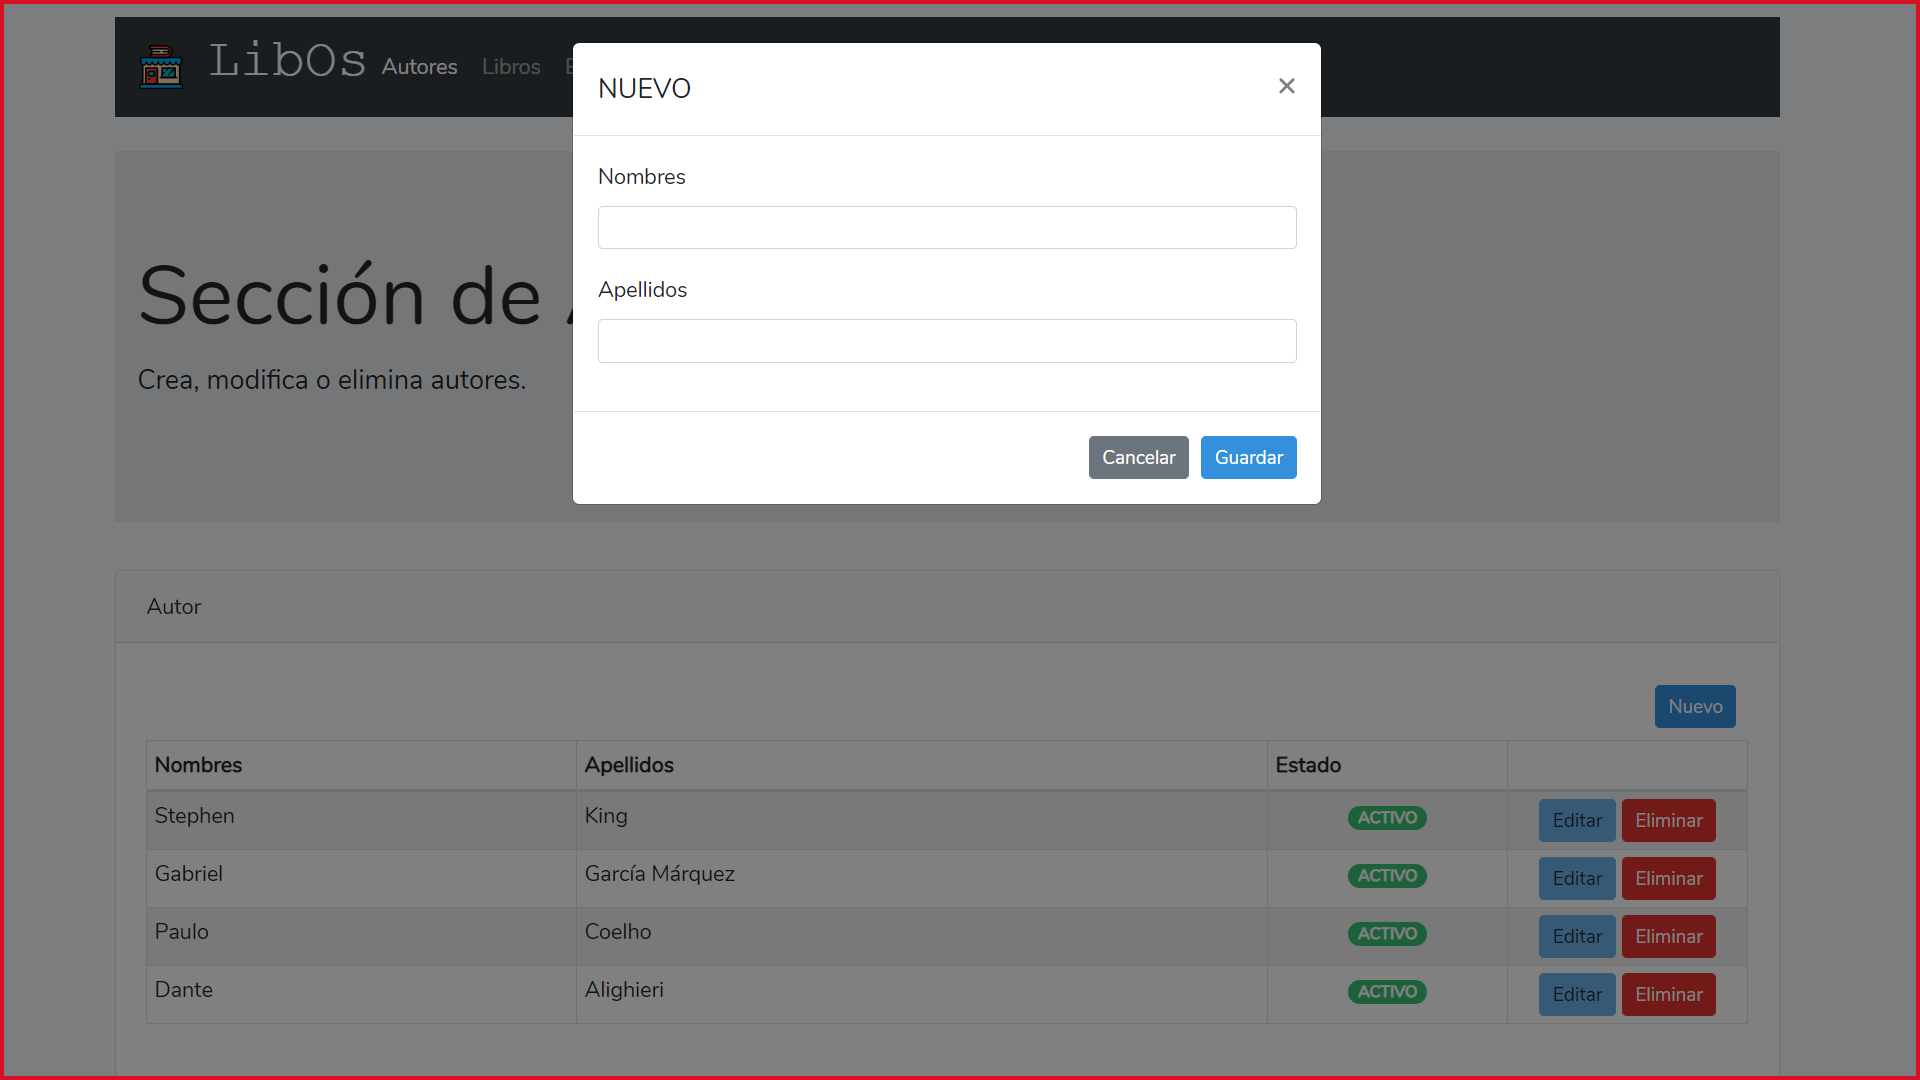 LibOs Autores Libros
NUEVO
×
Nombres
Apellidos
Cancelar Guardar
Sección de
Crea, modifica o elimina autores.
Autor
Nuevo
Nombres Apellidos Estado
Stephen King ACTIVO Editar Eliminar
Gabriel García Márquez ACTIVO Editar Eliminar
Paulo Coelho ACTIVO Editar Eliminar
Dante Alighieri ACTIVO Editar Eliminar